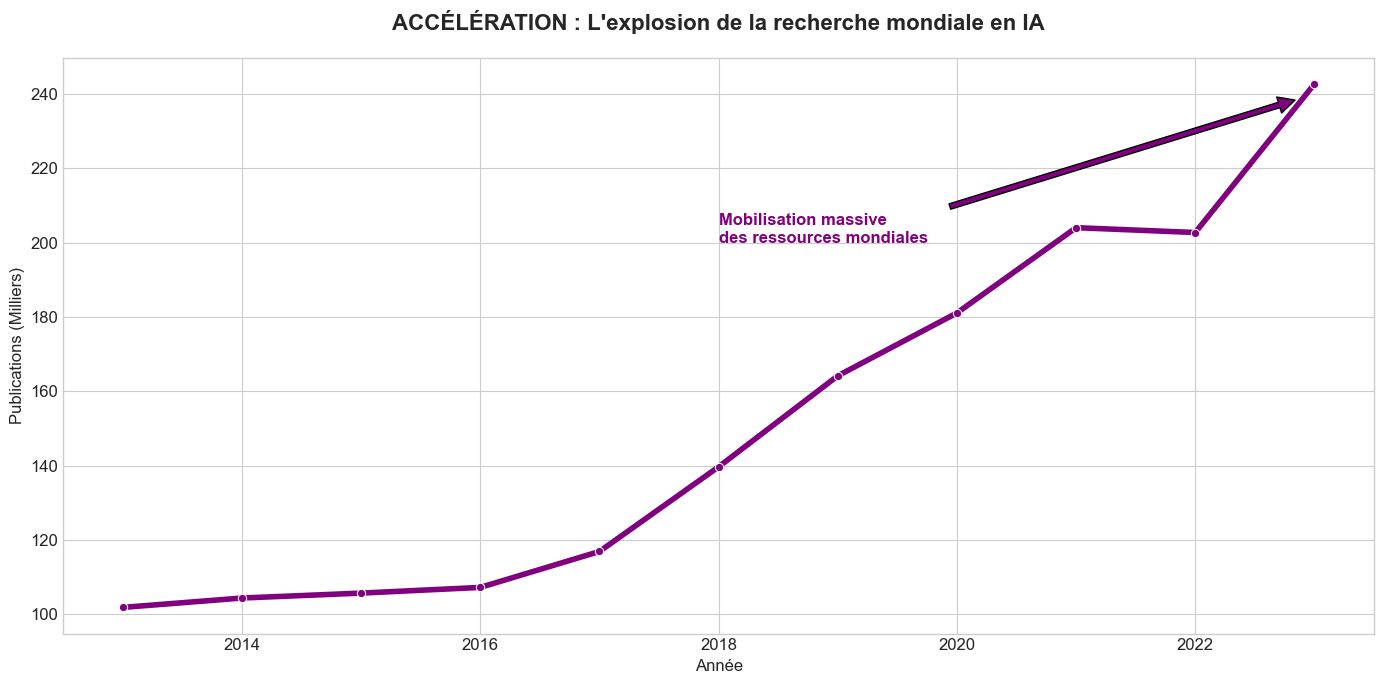 ACCÉLÉRATION : L'explosion de la recherche mondiale en IA
240
220
200
180
160
140
120
100
Publications (Milliers)
Mobilisation massive
des ressources mondiales
2014
2016
2018
2020
2022
Année